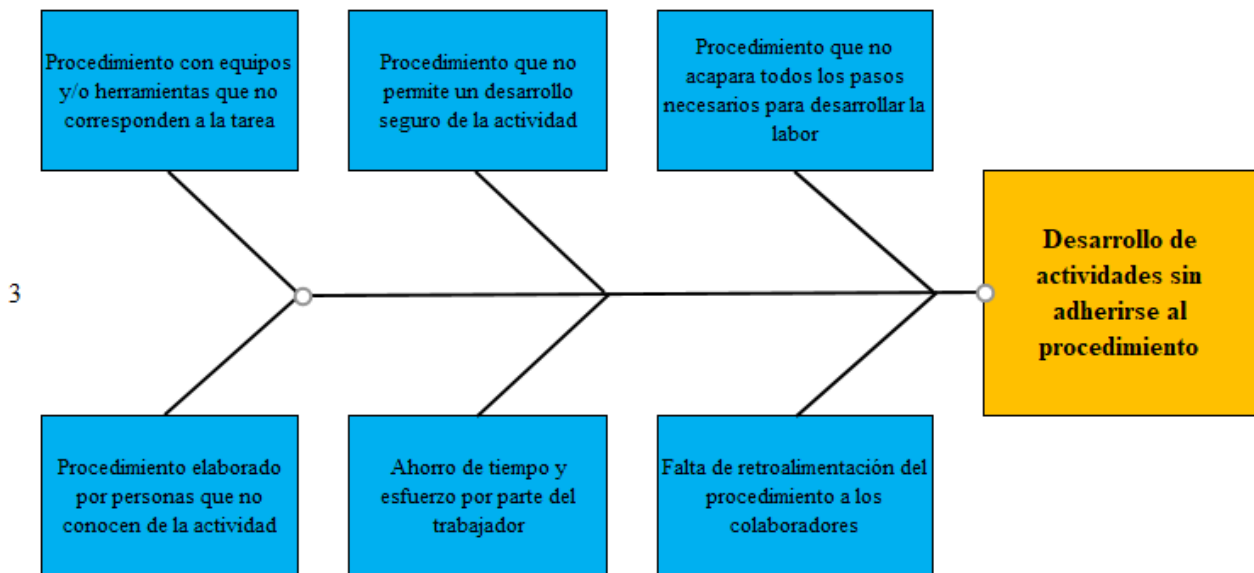 Procedimiento con equipos
y/o herramientas que no
corresponden a la tarea
Procedimiento que no
permite un desarrollo
seguro de la actividad
Procedimiento que no
acapara todos los pasos
necesarios para desarrollar la
labor
3
Desarrollo de
actividades sin
adherirse al
procedimiento
Procedimiento elaborado
por personas que no
conocen de la actividad
Ahorro de tiempo y
esfuerzo por parte del
trabajador
Falta de retroalimentación del
procedimiento a los
colaboradores